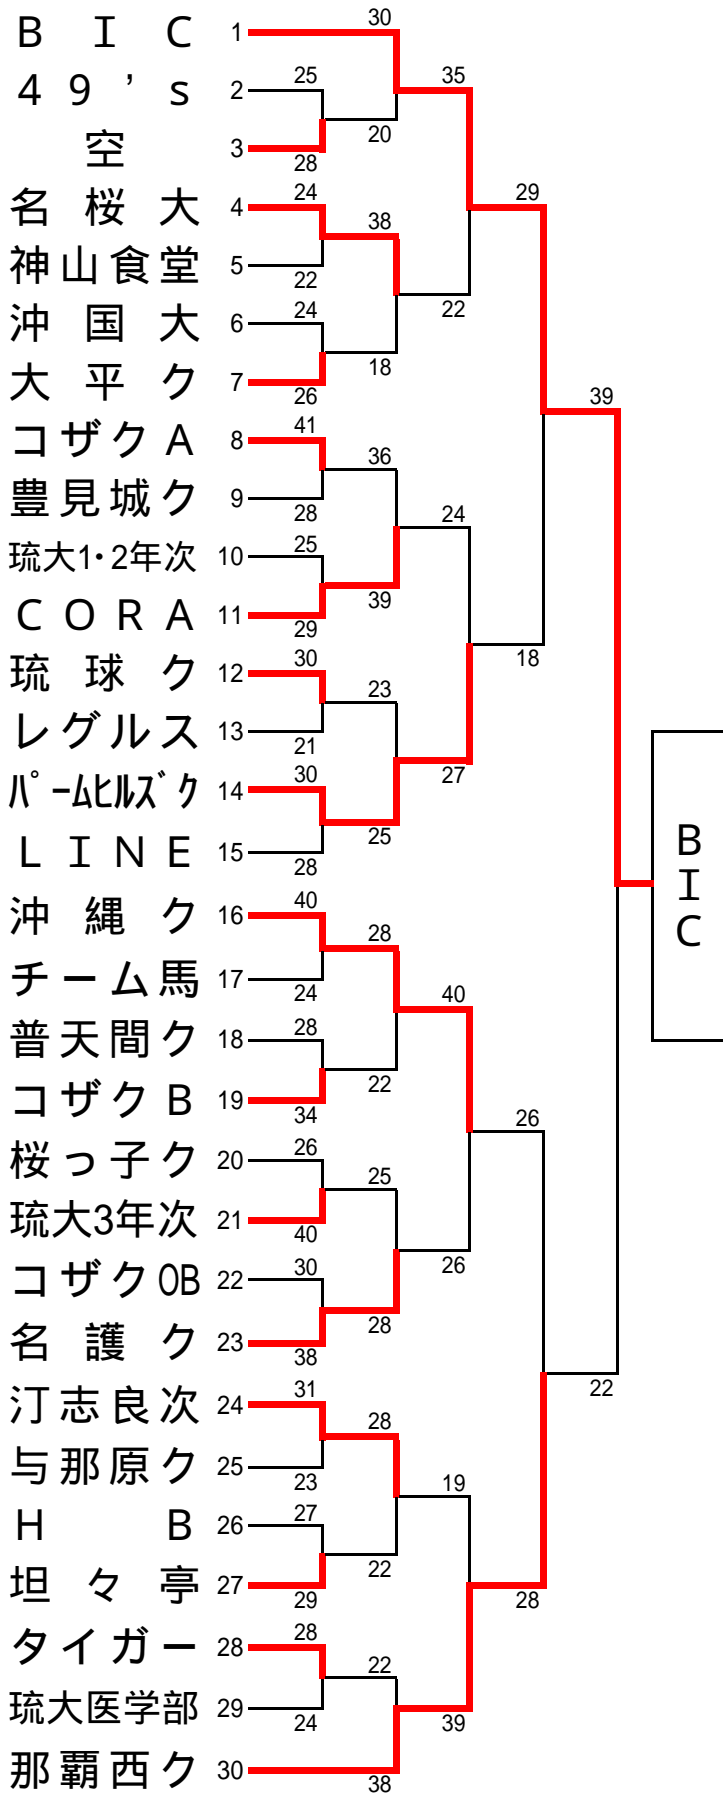 30
BIC 1
35
25
49's 2
20
空 3
28
24 29
名桜大 4
38
神山食堂 5
22
24 22
沖国大 6
18
大平ク 7
26 39
41
コザクA 8
36
豊見城ク 9
28 24
25
琉大1・2年次 10
39
CORA 11
29
30 18
琉球ク 12
23
レグルス 13
21
30 27
パームヒルズク 14
25
LINE 15
28
BIC
40
沖縄ク 16
28
チーム馬 17
24 40
28
普天間ク 18
22
コザクB 19
34
26 26
桜っ子ク 20
25
琉大3年次 21
40
30 26
コザクOB 22
28
名護ク 23
38
22
31
汀志良次 24
28
与那原ク 25
23 19
27
HB 26
22
坦々亭 27
29 28
28
タイガー 28
22
琉大医学部 29
24 39
那覇西ク 30
38